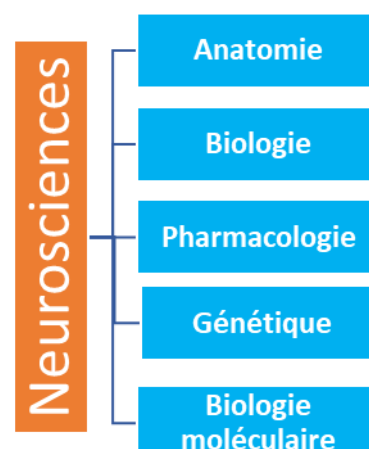 Neurosciences
Anatomie
Biologie
Pharmacologie
Génétique
Biologie
moléculaire